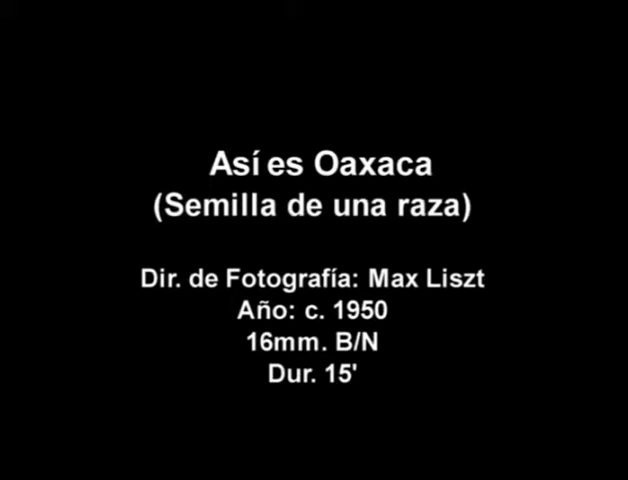 Así es Oaxaca
(Semilla de una raza)
Dir. de Fotografía: Max Liszt
Año: c. 1950
16mm. B/N
Dur. 15'